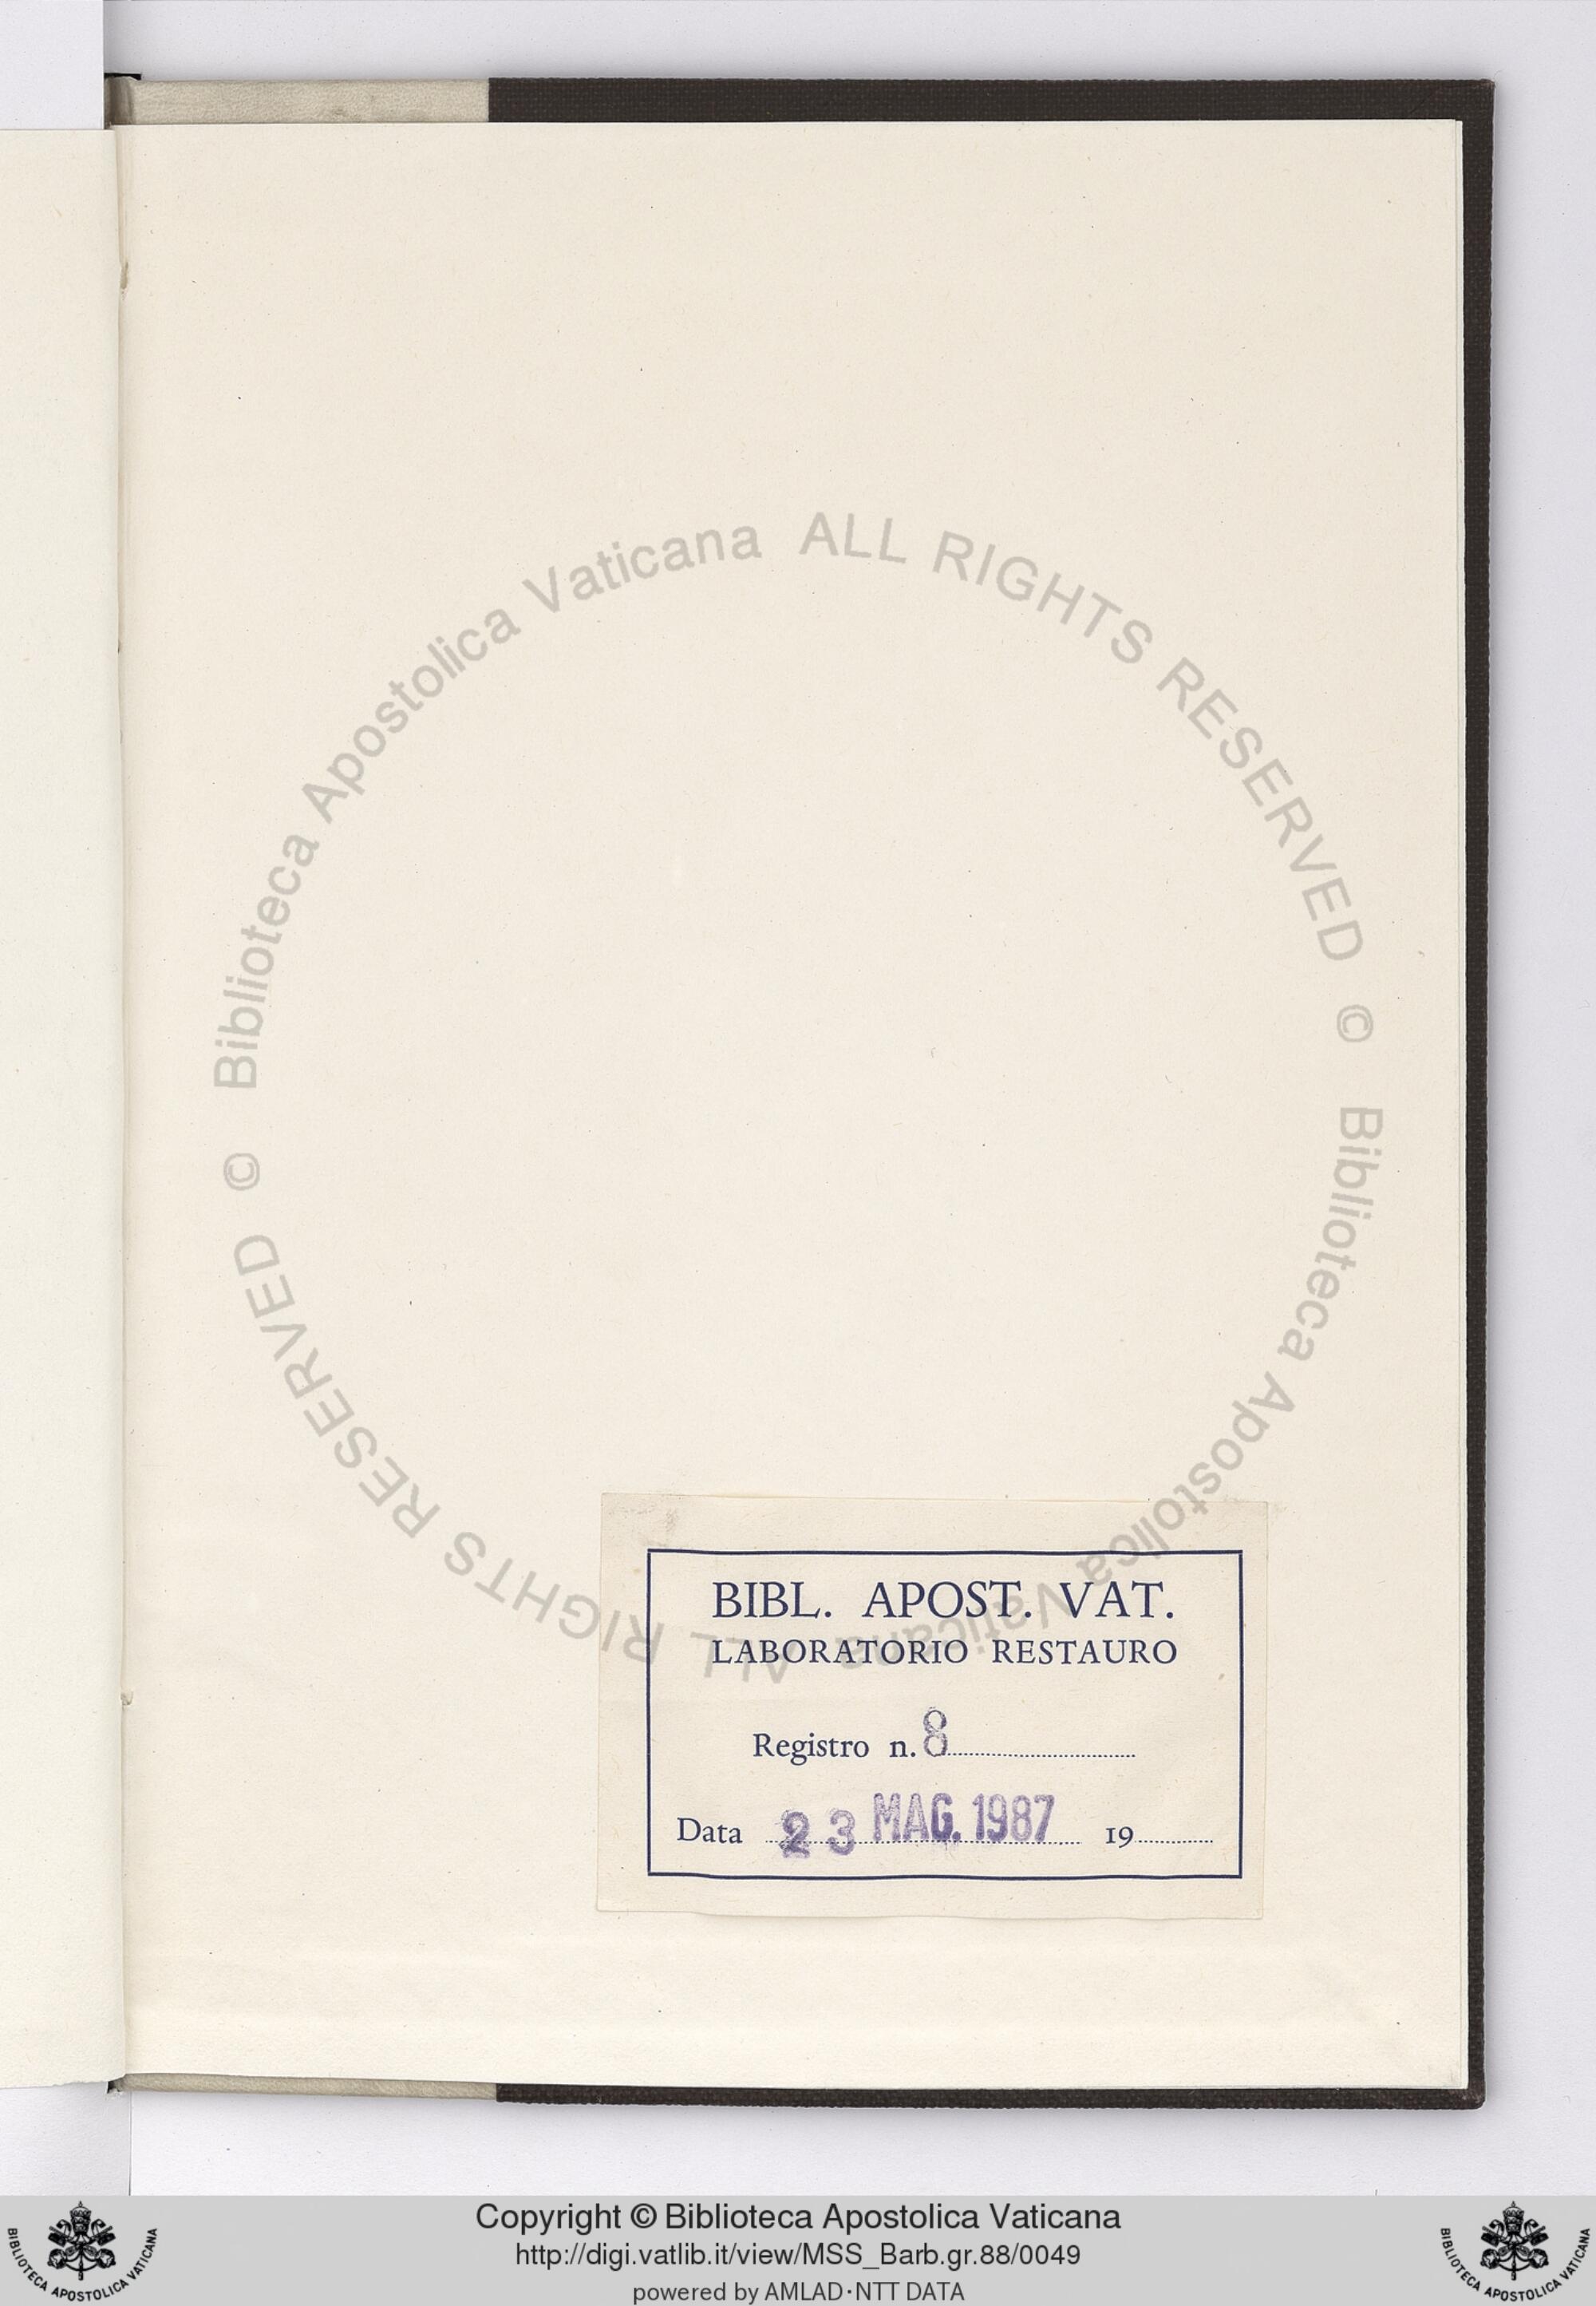 © Biblioteca Apostolica Vaticana ALL RIGHTS RESERVED
© Biblioteca Apostolica Vaticana ALL RIGHTS RESERVED
BIBL. APOST. VAT.
LABORATORIO RESTAURO
Registro n. 8
Data 23 MAG. 1987 19
Copyright © Biblioteca Apostolica Vaticana
http://digi.vatlib.it/view/MSS_Barb.gr.88/0049
powered by AMLAD·NTT DATA
BIBLIOTECA APOSTOLICA VATICANA
BIBLIOTECA APOSTOLICA VATICANA